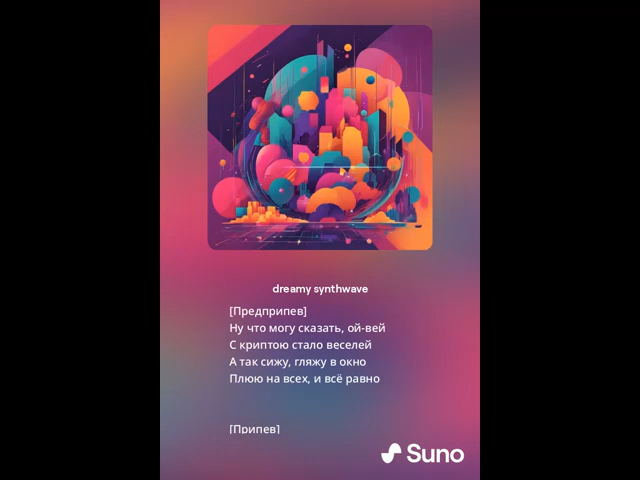 dreamy synthwave
[Предприпев]
Ну что могу сказать, ой-вей
С криптою стало веселей
А так сижу, гляжу в окно
Плюю на всех, и всё равно
[Припев]
Suno